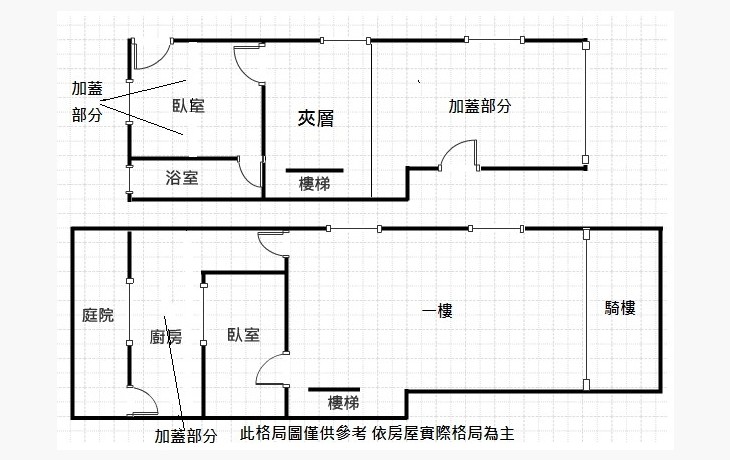 加蓋
部分
臥室
夾層
加蓋部分
浴室
樓梯
庭院
廚房
臥室
一樓
騎樓
樓梯
加蓋部分
此格局圖僅供參考 依房屋實際格局為主